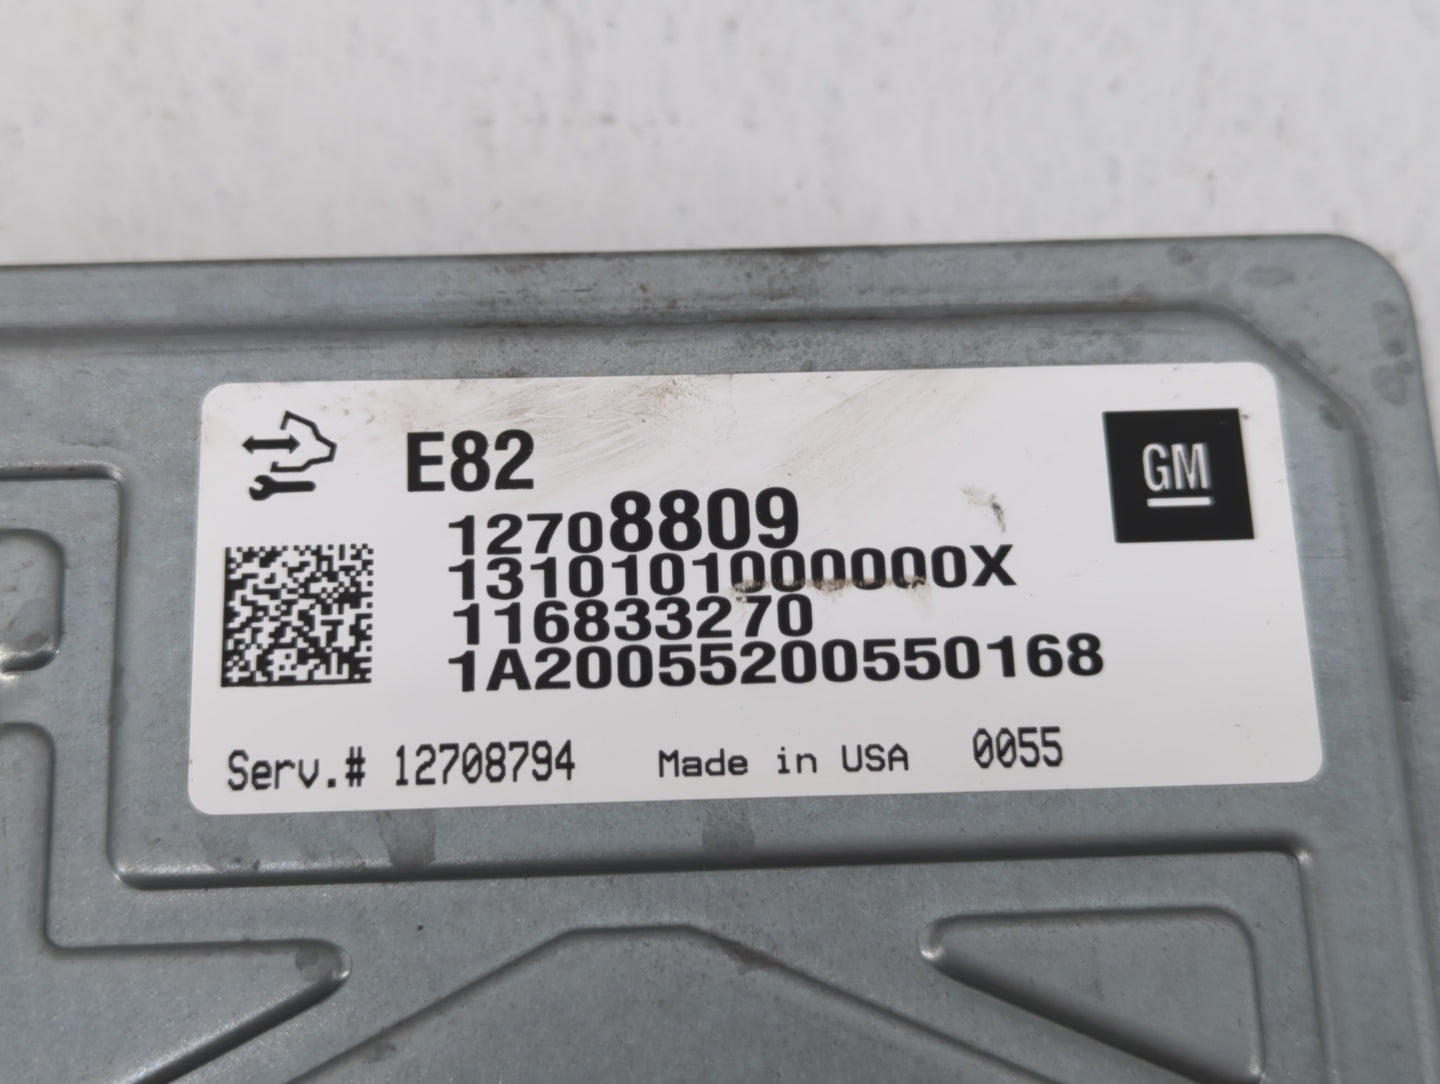 E82
GM
12708809
1310101000000X
116833270
1A20055200550168
Serv.# 12708794 Made in USA 0055